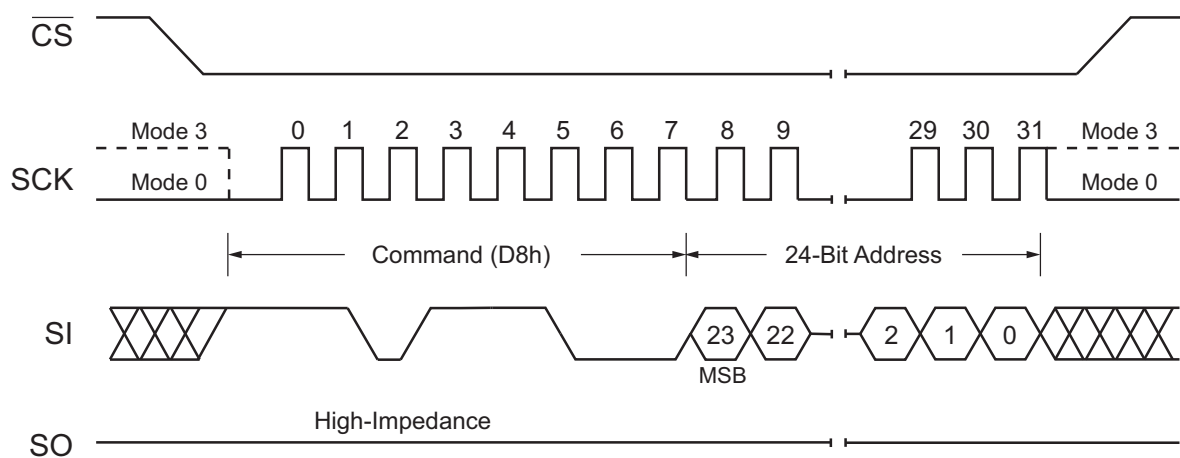 CS
Mode 3 0 1 2 3 4 5 6 7 8 9 29 30 31 Mode 3
SCK Mode 0 Mode 0
Command (D8h) 24-Bit Address
SI 23 22 2 1 0
MSB
High-Impedance
SO